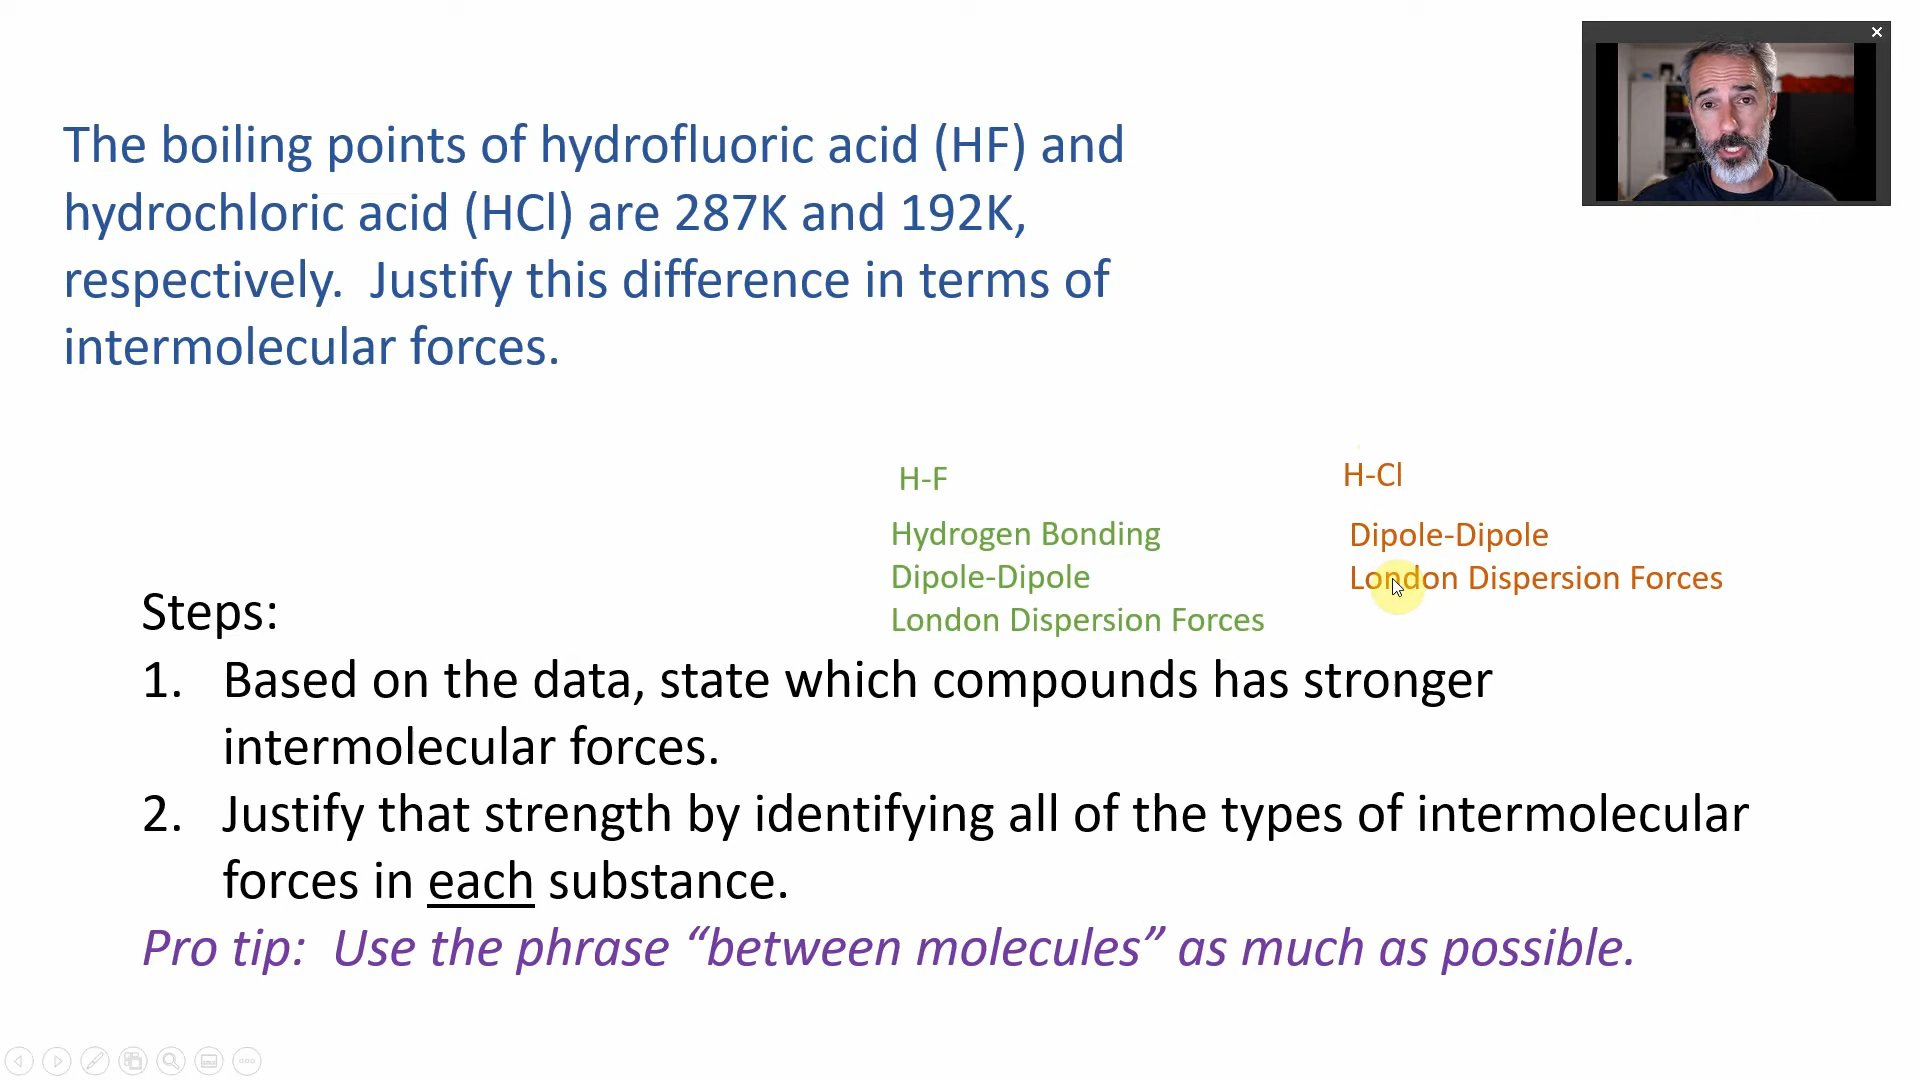 The boiling points of hydrofluoric acid (HF) and
hydrochloric acid (HCl) are 287K and 192K,
respectively.  Justify this difference in terms of
intermolecular forces.
H-F
Hydrogen Bonding
Dipole-Dipole
London Dispersion Forces
H-Cl
Dipole-Dipole
London Dispersion Forces
Steps:
1. Based on the data, state which compounds has stronger
intermolecular forces.
2. Justify that strength by identifying all of the types of intermolecular
forces in each substance.
Pro tip:  Use the phrase “between molecules” as much as possible.